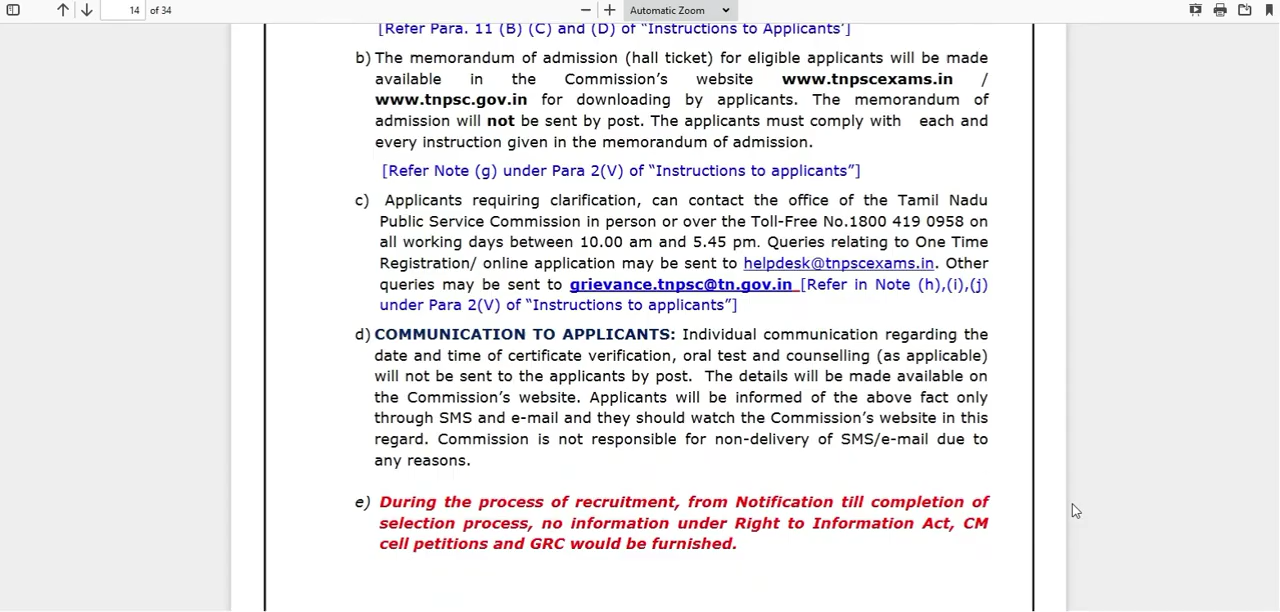 14 of 34
Automatic Zoom
[Refer Para. 11 (B) (C) and (D) of “Instructions to Applicants’]
b) The memorandum of admission (hall ticket) for eligible applicants will be made
available in the Commission’s website www.tnpscexams.in /
www.tnpsc.gov.in for downloading by applicants. The memorandum of
admission will not be sent by post. The applicants must comply with each and
every instruction given in the memorandum of admission.
[Refer Note (g) under Para 2(V) of “Instructions to applicants”]
c) Applicants requiring clarification, can contact the office of the Tamil Nadu
Public Service Commission in person or over the Toll-Free No.1800 419 0958 on
all working days between 10.00 am and 5.45 pm. Queries relating to One Time
Registration/ online application may be sent to helpdesk@tnpscexams.in. Other
queries may be sent to grievance.tnpsc@tn.gov.in [Refer in Note (h),(i),(j)
under Para 2(V) of “Instructions to applicants”]
d) COMMUNICATION TO APPLICANTS: Individual communication regarding the
date and time of certificate verification, oral test and counselling (as applicable)
will not be sent to the applicants by post. The details will be made available on
the Commission’s website. Applicants will be informed of the above fact only
through SMS and e-mail and they should watch the Commission’s website in this
regard. Commission is not responsible for non-delivery of SMS/e-mail due to
any reasons.
e) During the process of recruitment, from Notification till completion of
selection process, no information under Right to Information Act, CM
cell petitions and GRC would be furnished.